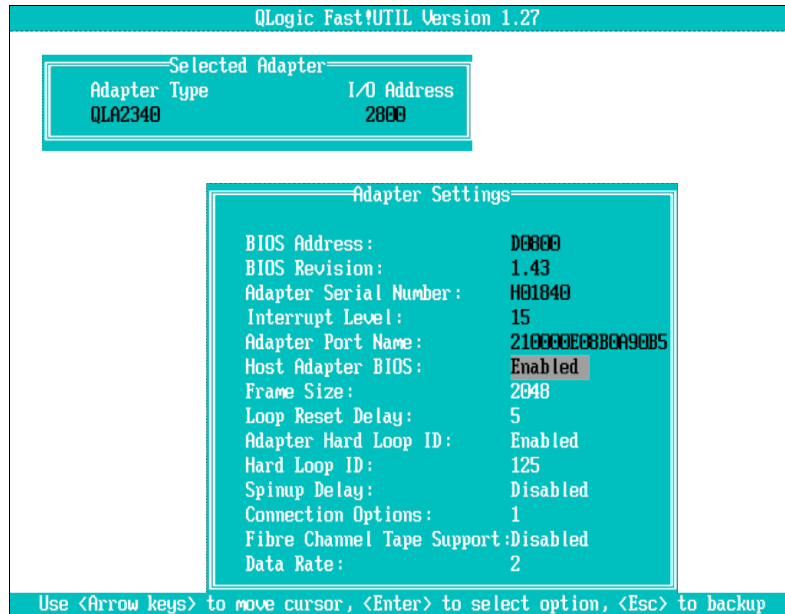 QLogic Fast!UTIL Version 1.27
Selected Adapter
Adapter Type I/O Address
QLA2340 2800
Adapter Settings
BIOS Address: D0800
BIOS Revision: 1.43
Adapter Serial Number: H01840
Interrupt Level: 15
Adapter Port Name: 210000E08B0A90B5
Host Adapter BIOS: Enabled
Frame Size: 2048
Loop Reset Delay: 5
Adapter Hard Loop ID: Enabled
Hard Loop ID: 125
Spinup Delay: Disabled
Connection Options: 1
Fibre Channel Tape Support:Disabled
Data Rate: 2
Use <Arrow keys> to move cursor, <Enter> to select option, <Esc> to backup